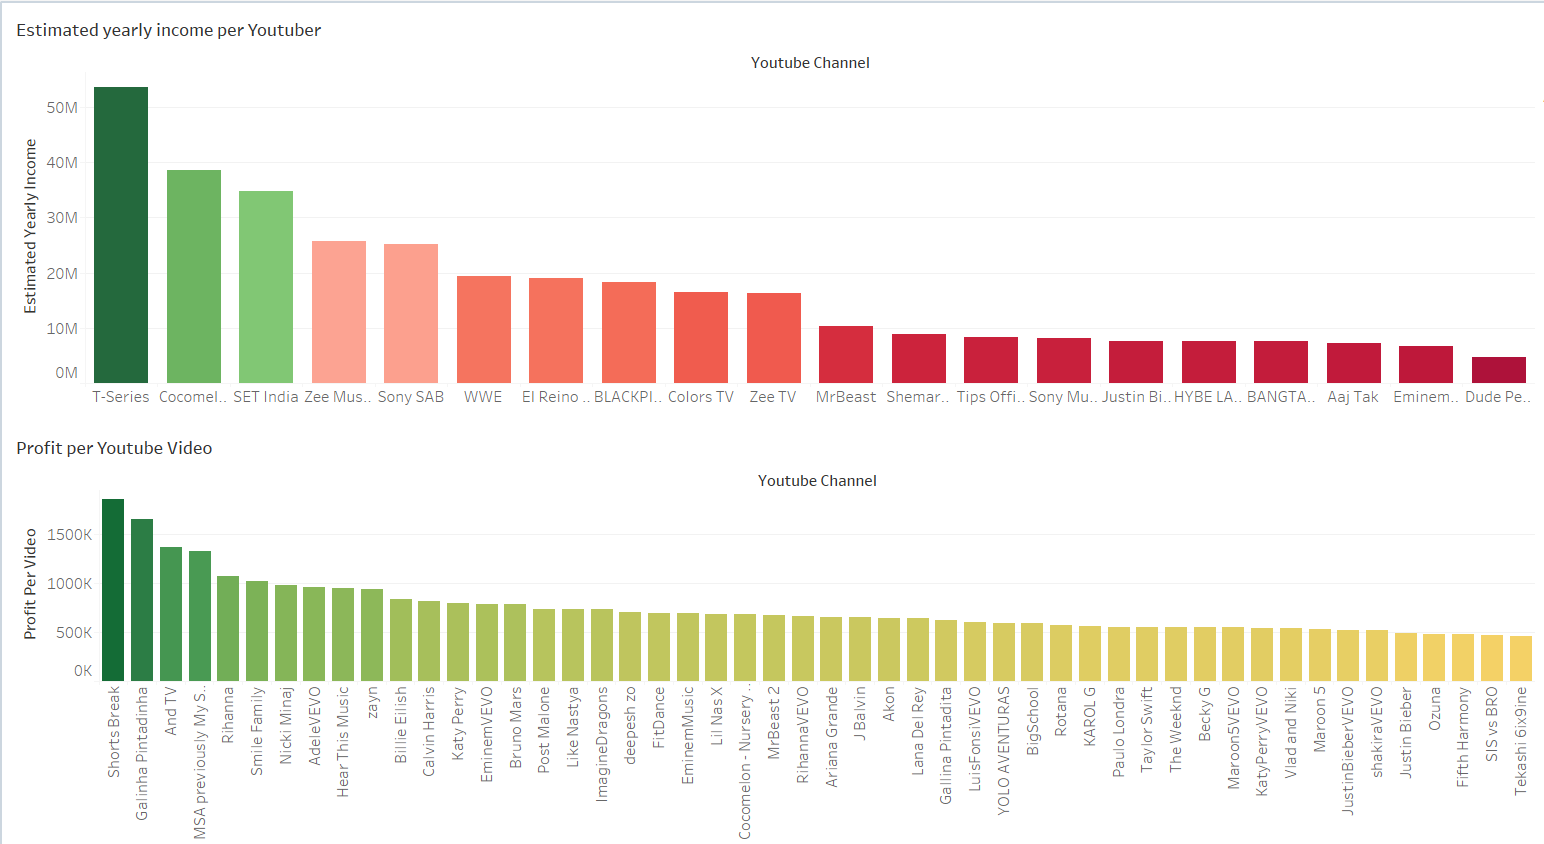 Estimated yearly income per Youtuber
Youtube Channel
Estimated Yearly Income
50M
40M
30M
20M
10M
0M
T-Series Cocomel.. SET India Zee Mus.. Sony SAB WWE El Reino .. BLACKPI.. Colors TV Zee TV MrBeast Shemar.. Tips Offi.. Sony Mu.. Justin Bi.. HYBE LA.. BANGTA.. Aaj Tak Eminem.. Dude Pe..
Profit per Youtube Video
Youtube Channel
Profit Per Video
1500K
1000K
500K
0K
Shorts Break
Galinha Pintadinha
And TV
MSA previously My S..
Rihanna
Smile Family
Nicki Minaj
AdeleVEVO
Hear This Music
zayn
Billie Eilish
Calvin Harris
Katy Perry
EminemVEVO
Bruno Mars
Post Malone
Like Nastya
ImagineDragons
deepesh zo
FitDance
EminemMusic
Lil Nas X
Cocomelon - Nursery ..
MrBeast 2
RihannaVEVO
Ariana Grande
J Balvin
Akon
Lana Del Rey
Gallina Pintadita
LuisFonsiVEVO
YOLO AVENTURAS
BigSchool
Rotana
KAROL G
Paulo Londra
Taylor Swift
The Weeknd
Becky G
Maroon5VEVO
KatyPerryVEVO
Vlad and Niki
Maroon 5
JustinBieberVEVO
shakiraVEVO
Justin Bieber
Ozuna
Fifth Harmony
SIS vs BRO
Tekashi 6ix9ine